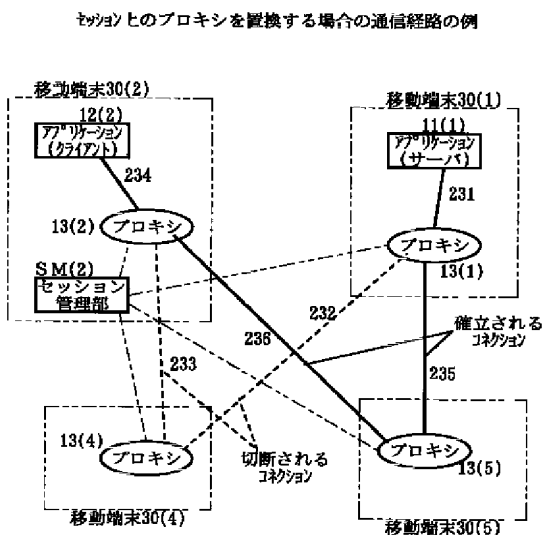 セッション上のプロキシを置換する場合の通信経路の例
移動端末30(2)
移動端末30(1)
12(2)
アプリケーション
(クライアント)
11(1)
アプリケーション
(サーバ)
234
231
13(2)
プロキシ
プロキシ
13(1)
SM(2)
セッション
管理部
232
236
確立される
コネクション
233
235
13(4)
プロキシ
切断される
コネクション
プロキシ
13(5)
移動端末30(4)
移動端末30(5)